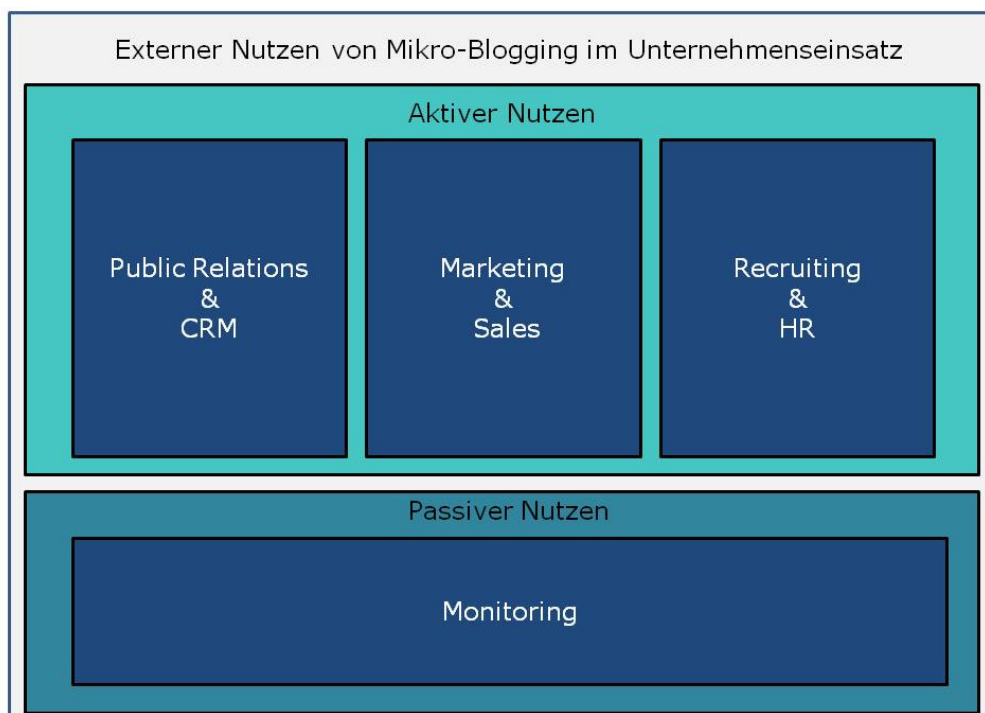 Externer Nutzen von Mikro-Blogging im Unternehmenseinsatz
Aktiver Nutzen
Public Relations
&
CRM
Marketing
&
Sales
Recruiting
&
HR
Passiver Nutzen
Monitoring